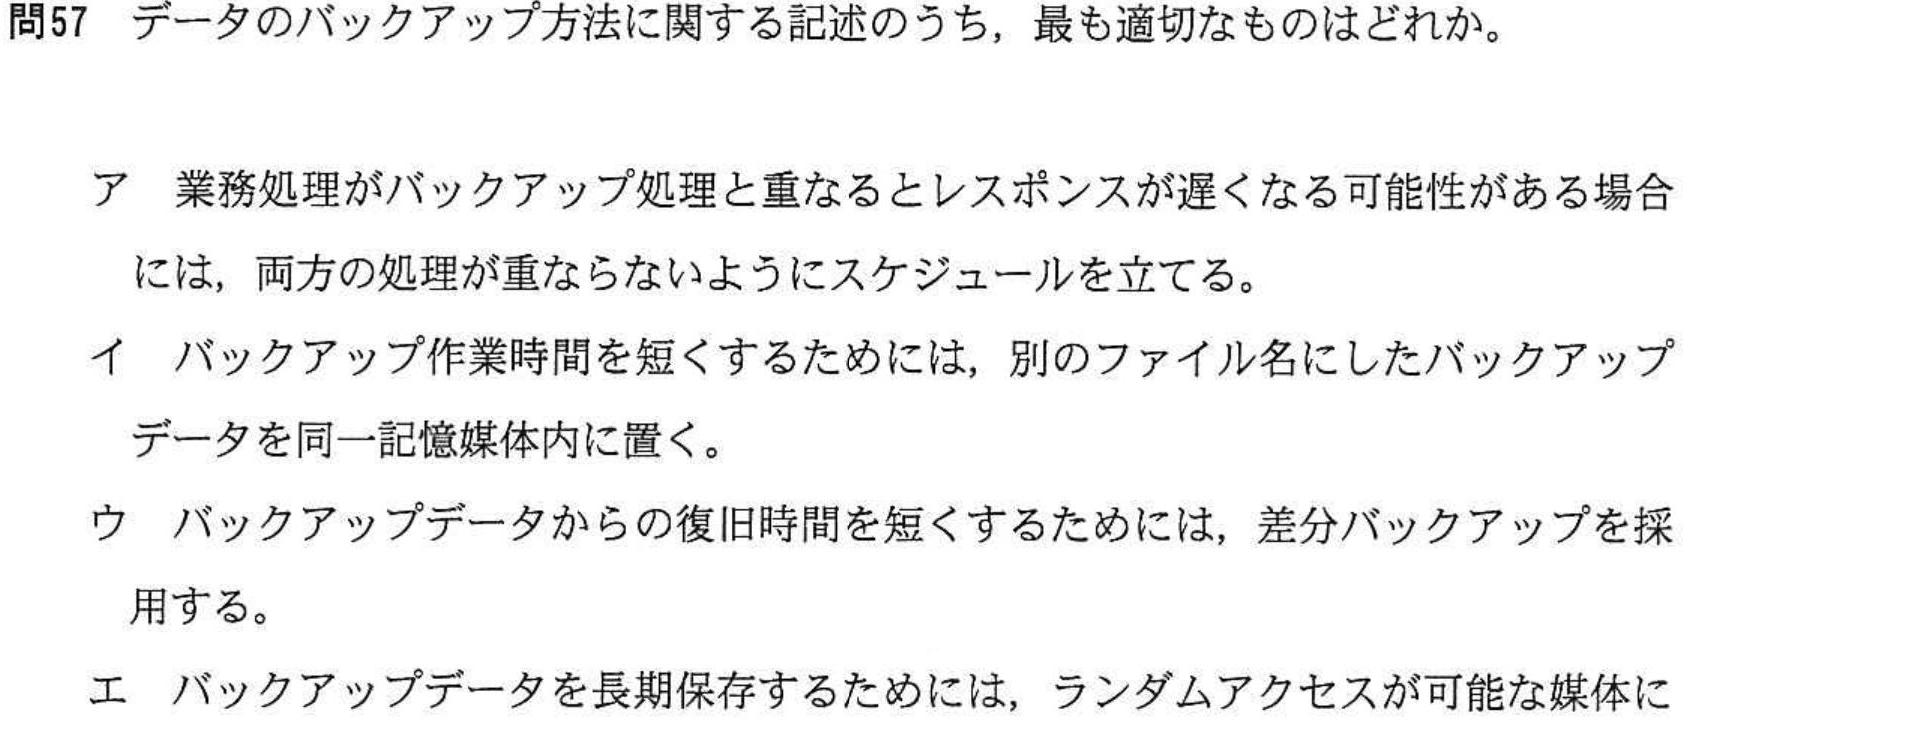 問57 データのバックアップ方法に関する記述のうち，最も適切なものはどれか。
ア 業務処理がバックアップ処理と重なるとレスポンスが遅くなる可能性がある場合
には，両方の処理が重ならないようにスケジュールを立てる。
イ バックアップ作業時間を短くするためには，別のファイル名にしたバックアップ
データを同一記憶媒体内に置く。
ウ バックアップデータからの復旧時間を短くするためには，差分バックアップを採
用する。
エ バックアップデータを長期保存するためには，ランダムアクセスが可能な媒体に